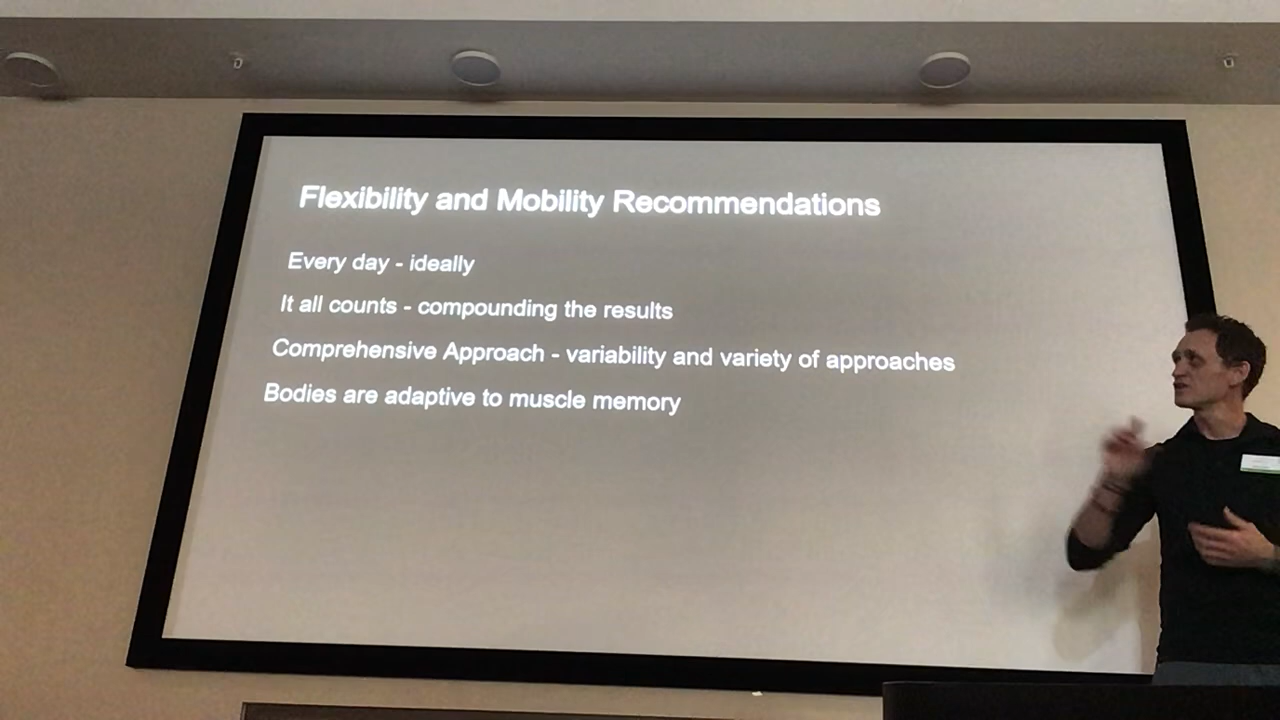 Flexibility and Mobility Recommendations
Every day - ideally
It all counts - compounding the results
Comprehensive Approach - variability and variety of approaches
Bodies are adaptive to muscle memory